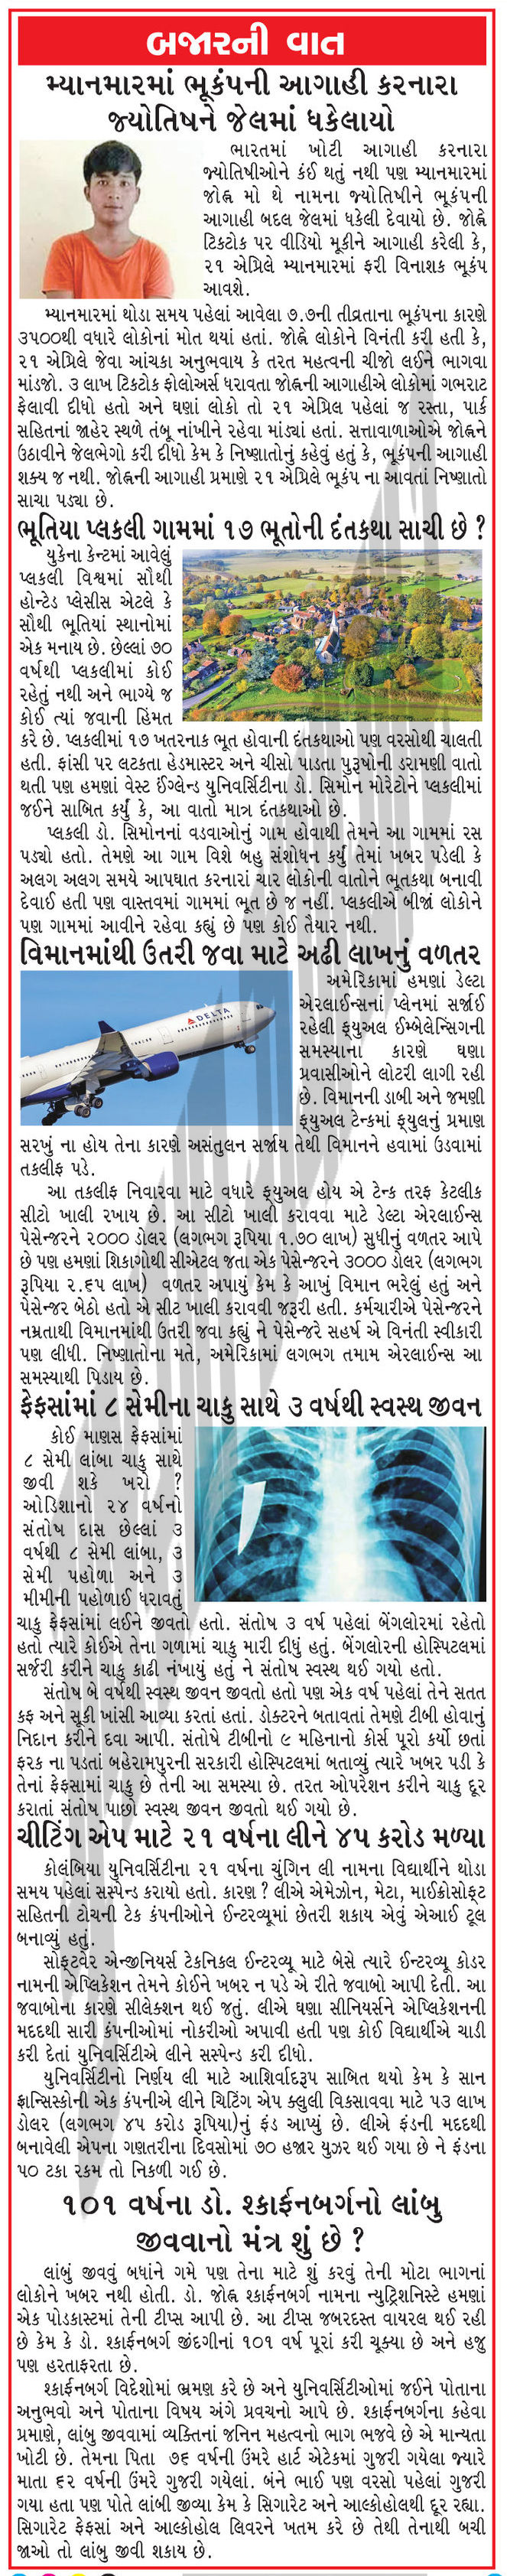 બજારની વાત
મ્યાનમારમાં ભૂકંપની આગાહી કરનારા
જ્યોતિષને જેલમાં ધકેલાયો
ભારતમાં ખોટી આગાહી કરનારા
જ્યોતિષીઓને કંઈ થતું નથી પણ મ્યાનમારમાં
જોહ્ન મો થે નામના જ્યોતિષીને ભૂકંપની
આગાહી બદલ જેલમાં ધકેલી દેવાયો છે. જોહ્ને
ટિકટોક પર વીડિયો મૂકીને આગાહી કરેલી કે,
૨૧ એપ્રિલે મ્યાનમારમાં ફરી વિનાશક ભૂકંપ
આવશે.
મ્યાનમારમાં થોડા સમય પહેલાં આવેલા ૭.૭ની તીવ્રતાના ભૂકંપના કારણે
૩૫૦૦થી વધારે લોકોનાં મોત થયાં હતાં. જોહ્ને લોકોને વિનંતી કરી હતી કે,
૨૧ એપ્રિલે જેવા આંચકા અનુભવાય કે તરત મહત્વની ચીજો લઈને ભાગવા
માંડજો. ૩ લાખ ટિકટોક ફોલોઅર્સ ધરાવતા જોહ્નની આગાહીએ લોકોમાં ગભરાટ
ફેલાવી દીધો હતો અને ઘણાં લોકો તો ૨૧ એપ્રિલ પહેલાં જ રસ્તા, પાર્ક
સહિતનાં જાહેર સ્થળે તંબૂ નાંખીને રહેવા માંડ્યાં હતાં. સત્તાવાળાઓએ જોહ્નને
ઉઠાવીને જેલભેગો કરી દીધો કેમ કે નિષ્ણાતોનું કહેવું હતું કે, ભૂકંપની આગાહી
શક્ય જ નથી. જોહ્નની આગાહી પ્રમાણે ૨૧ એપ્રિલે ભૂકંપ ના આવતાં નિષ્ણાતો
સાચા પડ્યા છે.
ભૂતિયા પ્લકલી ગામમાં ૧૭ ભૂતોની દંતકથા સાચી છે ?
યુકેના કેન્ટમાં આવેલું
પ્લકલી વિશ્વમાં સૌથી
હોન્ટેડ પ્લેસીસ એટલે કે
સૌથી ભૂતિયાં સ્થાનોમાં
એક મનાય છે. છેલ્લાં ૭૦
વર્ષથી પ્લકલીમાં કોઈ
રહેતું નથી અને ભાગ્યે જ
કોઈ ત્યાં જવાની હિંમત
કરે છે. પ્લકલીમાં ૧૭ ખતરનાક ભૂત હોવાની દંતકથાઓ પણ વરસોથી ચાલતી
હતી. ફાંસી પર લટકતા હેડમાસ્ટર અને ચીસો પાડતા પુરૂષોની ડરામણી વાતો
થતી પણ હમણાં વેસ્ટ ઈંગ્લેન્ડ યુનિવર્સિટીના ડો. સિમોન મોરેટોને પ્લકલીમાં
જઈને સાબિત કર્યું કે, આ વાતો માત્ર દંતકથાઓ છે.
પ્લકલી ડો. સિમોનનાં વડવાઓનું ગામ હોવાથી તેમને આ ગામમાં રસ
પડ્યો હતો. તેમણે આ ગામ વિશે બહુ સંશોધન કર્યું તેમાં ખબર પડેલી કે
અલગ અલગ સમયે આપઘાત કરનારાં ચાર લોકોની વાતોને ભૂતકથા બનાવી
દેવાઈ હતી પણ વાસ્તવમાં ગામમાં ભૂત છે જ નહીં. પ્લકલીએ બીજાં લોકોને
પણ ગામમાં આવીને રહેવા કહ્યું છે પણ કોઈ તૈયાર નથી.
વિમાનમાંથી ઉતરી જવા માટે અઢી લાખનું વળતર
DELTA
અમેરિકામાં હમણાં ડેલ્ટા
એરલાઈન્સનાં પ્લેનમાં સર્જાઈ
રહેલી ફ્યુઅલ ઈમ્બેલેન્સિંગની
સમસ્યાના કારણે ઘણા
પ્રવાસીઓને લોટરી લાગી રહી
છે. વિમાનની ડાબી અને જમણી
ફ્યુઅલ ટેન્કમાં ફ્યુલનું પ્રમાણ
સરખું ના હોય તેના કારણે અસંતુલન સર્જાય તેથી વિમાનને હવામાં ઉડવામાં
તકલીફ પડે.
આ તકલીફ નિવારવા માટે વધારે ફ્યુઅલ હોય એ ટેન્ક તરફ કેટલીક
સીટો ખાલી રખાય છે. આ સીટો ખાલી કરાવવા માટે ડેલ્ટા એરલાઈન્સ
પેસેન્જરને ૨૦૦૦ ડોલર (લગભગ રૂપિયા ૧.૭૦ લાખ) સુધીનું વળતર આપે
છે પણ હમણાં શિકાગોથી સીએટલ જતા એક પેસેન્જરને ૩૦૦૦ ડોલર (લગભગ
રૂપિયા ૨.૬૫ લાખ) વળતર અપાયું કેમ કે આખું વિમાન ભરેલું હતું અને
પેસેન્જર બેઠો હતો એ સીટ ખાલી કરાવવી જરૂરી હતી. કર્મચારીએ પેસેન્જરને
નમ્રતાથી વિમાનમાંથી ઉતરી જવા કહ્યું ને પેસેન્જરે સહર્ષ એ વિનંતી સ્વીકારી
પણ લીધી. નિષ્ણાતોના મતે, અમેરિકામાં લગભગ તમામ એરલાઈન્સ આ
સમસ્યાથી પિડાય છે.
ફેફસાંમાં ૮ સેમીના ચાકુ સાથે ૩ વર્ષથી સ્વસ્થ જીવન
કોઈ માણસ ફેફસાંમાં
૮ સેમી લાંબા ચાકુ સાથે
જીવી શકે ખરો ?
ઓડિશાનો ૨૪ વર્ષનો
સંતોષ દાસ છેલ્લાં ૩
વર્ષથી ૮ સેમી લાંબા, ૩
સેમી પહોળા અને ૩
મીમીની પહોળાઈ ધરાવતું
ચાકુ ફેફસાંમાં લઈને જીવતો હતો. સંતોષ ૩ વર્ષ પહેલાં બેંગલોરમાં રહેતો
હતો ત્યારે કોઈએ તેના ગળામાં ચાકુ મારી દીધું હતું. બેંગલોરની હોસ્પિટલમાં
સર્જરી કરીને ચાકુ કાઢી નંખાયું હતું ને સંતોષ સ્વસ્થ થઈ ગયો હતો.
સંતોષ બે વર્ષથી સ્વસ્થ જીવન જીવતો હતો પણ એક વર્ષ પહેલાં તેને સતત
કફ અને સૂકી ખાંસી આવ્યા કરતાં હતાં. ડોક્ટરને બતાવતાં તેમણે ટીબી હોવાનું
નિદાન કરીને દવા આપી. સંતોષે ટીબીનો ૯ મહિનાનો કોર્સ પૂરો કર્યો છતાં
ફરક ના પડતાં બહેરામપુરની સરકારી હોસ્પિટલમાં બતાવ્યું ત્યારે ખબર પડી કે
તેનાં ફેફસામાં ચાકુ છે તેની આ સમસ્યા છે. તરત ઓપરેશન કરીને ચાકુ દૂર
કરાતાં સંતોષ પાછો સ્વસ્થ જીવન જીવતો થઈ ગયો છે.
ચીટિંગ એપ માટે ૨૧ વર્ષના લીને ૪૫ કરોડ મળ્યા
કોલંબિયા યુનિવર્સિટીના ૨૧ વર્ષના ચુંગિન લી નામના વિદ્યાર્થીને થોડા
સમય પહેલાં સસ્પેન્ડ કરાયો હતો. કારણ ? લીએ એમેઝોન, મેટા, માઈક્રોસોફ્ટ
સહિતની ટોચની ટેક કંપનીઓને ઈન્ટરવ્યૂમાં છેતરી શકાય એવું એઆઈ ટૂલ
બનાવ્યું હતું.
સોફટવેર એન્જીનિયર્સ ટેકનિકલ ઈન્ટરવ્યૂ માટે બેસે ત્યારે ઈન્ટરવ્યૂ કોડર
નામની એપ્લિકેશન તેમને કોઈને ખબર ન પડે એ રીતે જવાબો આપી દેતી. આ
જવાબોના કારણે સીલેક્શન થઈ જતું. લીએ ઘણા સીનિયર્સને એપ્લિકેશનની
મદદથી સારી કંપનીઓમાં નોકરીઓ અપાવી હતી પણ કોઈ વિદ્યાર્થીએ ચાડી
કરી દેતાં યુનિવર્સિટીએ લીને સસ્પેન્ડ કરી દીધો.
યુનિવર્સિટીનો નિર્ણય લી માટે આશિર્વાદરૂપ સાબિત થયો કેમ કે સાન
ફ્રાન્સિસ્કોની એક કંપનીએ લીને ચિટિંગ એપ ક્લુલી વિકસાવવા માટે ૫૩ લાખ
ડોલર (લગભગ ૪૫ કરોડ રૂપિયા)નું ફંડ આપ્યું છે. લીએ ફંડની મદદથી
બનાવેલી એપના ગણતરીના દિવસોમાં ૭૦ હજાર યુઝર થઈ ગયા છે ને ફંડના
૫૦ ટકા રકમ તો નિકળી ગઈ છે.
૧૦૧ વર્ષના ડો. શ્કાર્ફનબર્ગનો લાંબુ
જીવવાનો મંત્ર શું છે ?
લાંબું જીવવું બધાંને ગમે પણ તેના માટે શું કરવું તેની મોટા ભાગનાં
લોકોને ખબર નથી હોતી. ડો. જોહ્ન શ્કાર્ફનબર્ગ નામના ન્યુટ્રિશનિસ્ટે હમણાં
એક પોડકાસ્ટમાં તેની ટીપ્સ આપી છે. આ ટીપ્સ જબરદસ્ત વાયરલ થઈ રહી
છે કેમ કે ડો. શ્કાર્ફનબર્ગ જીંદગીનાં ૧૦૧ વર્ષ પૂરાં કરી ચૂક્યા છે અને હજુ
પણ હરતાફરતા છે.
શ્કાર્ફનબર્ગ વિદેશોમાં ભ્રમણ કરે છે અને યુનિવર્સિટીઓમાં જઈને પોતાના
અનુભવો અને પોતાના વિષય અંગે પ્રવચનો આપે છે. શ્કાર્ફનબર્ગના કહેવા
પ્રમાણે, લાંબુ જીવવામાં વ્યક્તિનાં જનિન મહત્વનો ભાગ ભજવે છે એ માન્યતા
ખોટી છે. તેમના પિતા ૭૬ વર્ષની ઉંમરે હાર્ટ એટેકમાં ગુજરી ગયેલા જ્યારે
માતા ૬૨ વર્ષની ઉંમરે ગુજરી ગયેલાં. બંને ભાઈ પણ વરસો પહેલાં ગુજરી
ગયા હતા પણ પોતે લાંબી જીવ્યા કેમ કે સિગારેટ અને આલ્કોહોલથી દૂર રહ્યા.
સિગારેટ ફેફસાં અને આલ્કોહોલ લિવરને ખતમ કરે છે તેથી તેનાથી બચી
જાઓ તો લાંબુ જીવી શકાય છે.